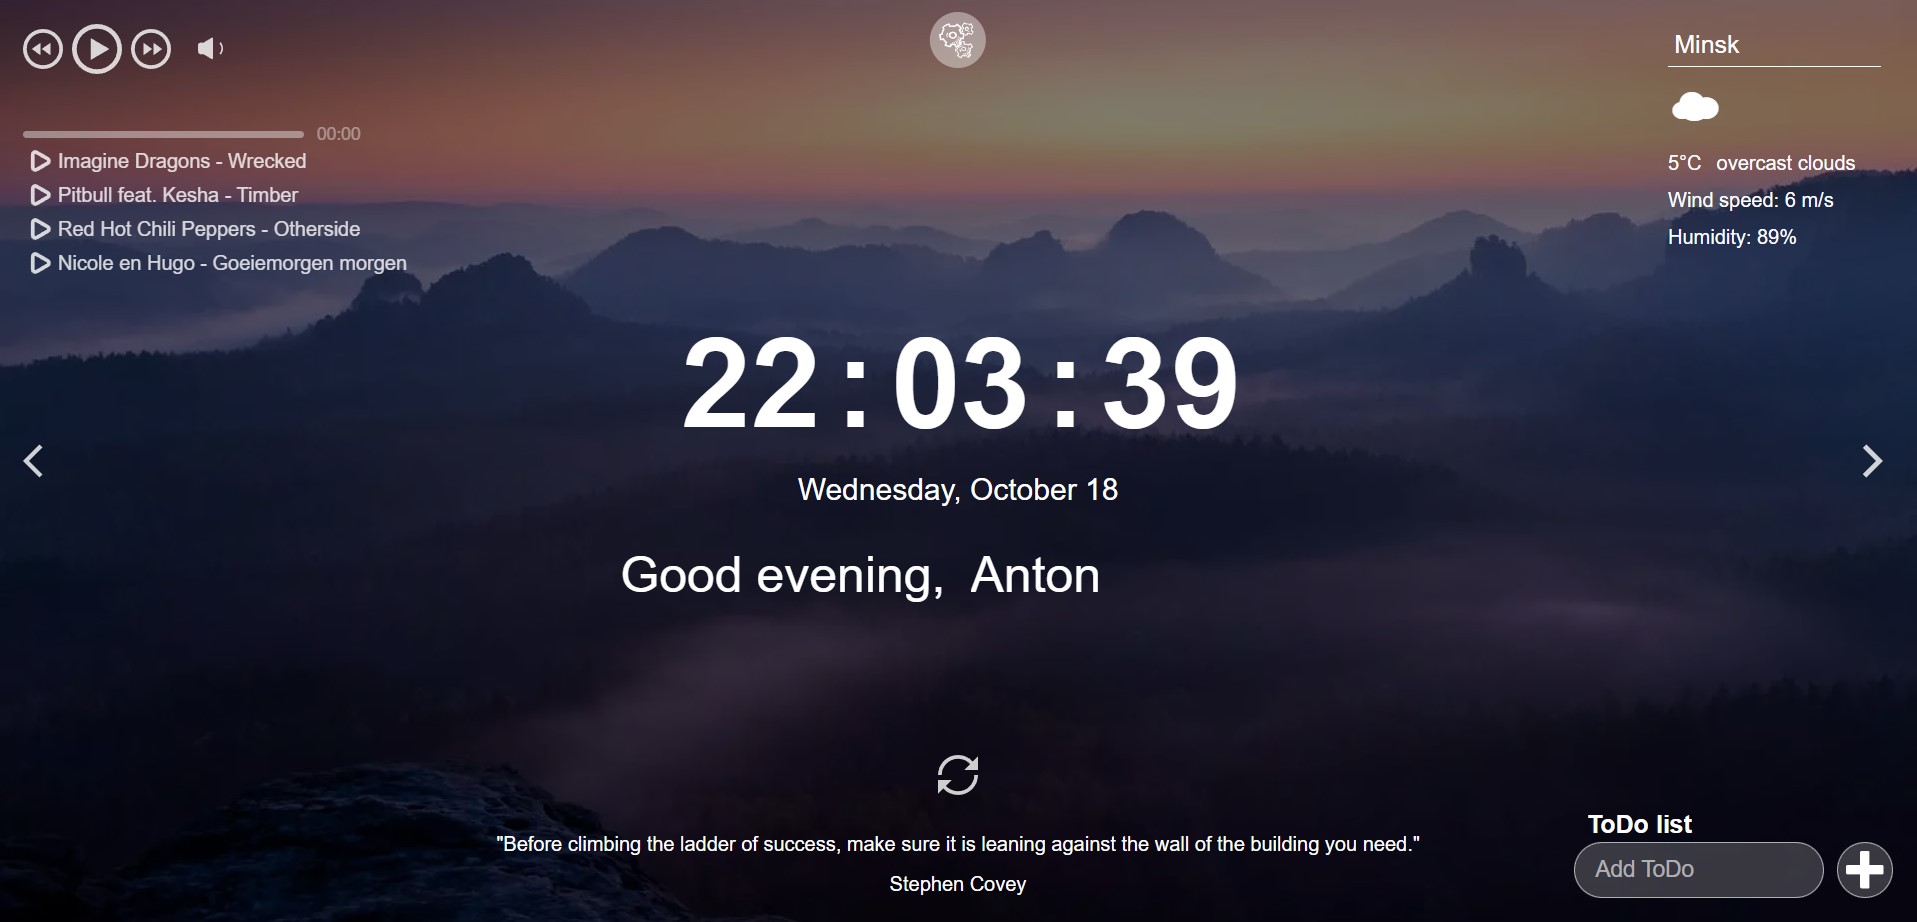 Minsk
00:00
Imagine Dragons - Wrecked
Pitbull feat. Kesha - Timber
Red Hot Chili Peppers - Otherside
Nicole en Hugo - Goeiemorgen morgen
5°C overcast clouds
Wind speed: 6 m/s
Humidity: 89%
22:03:39
Wednesday, October 18
Good evening, Anton
"Before climbing the ladder of success, make sure it is leaning against the wall of the building you need."
Stephen Covey
ToDo list
Add ToDo